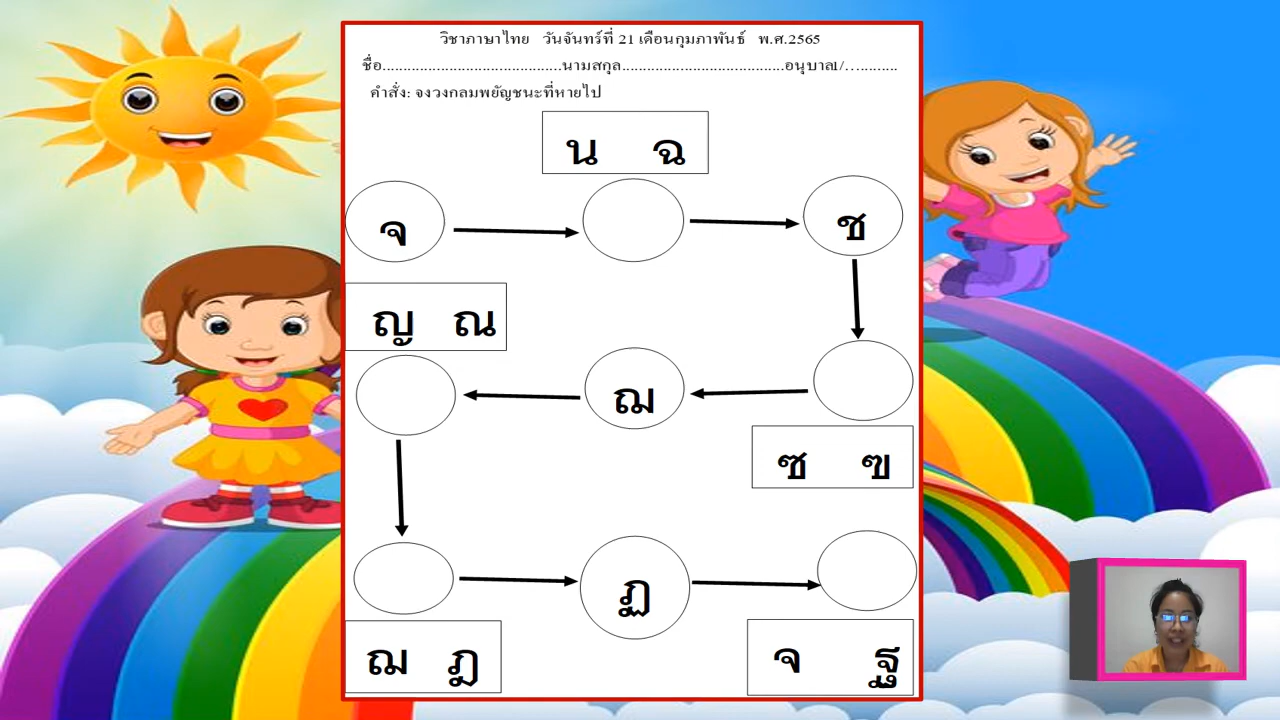 วิชาภาษาไทย วันจันทร์ที่ 21 เดือนกุมภาพันธ์ พ.ศ.2565
ชื่อ..........................................นามสกุล......................................อนุบาล1/............
คำสั่ง: จงวงกลมพยัญชนะที่หายไป
น ฉ
จ ช
ญ ณ
ฌ
ซ ฃ
ฏ
ฌ ฎ
จ ฐ